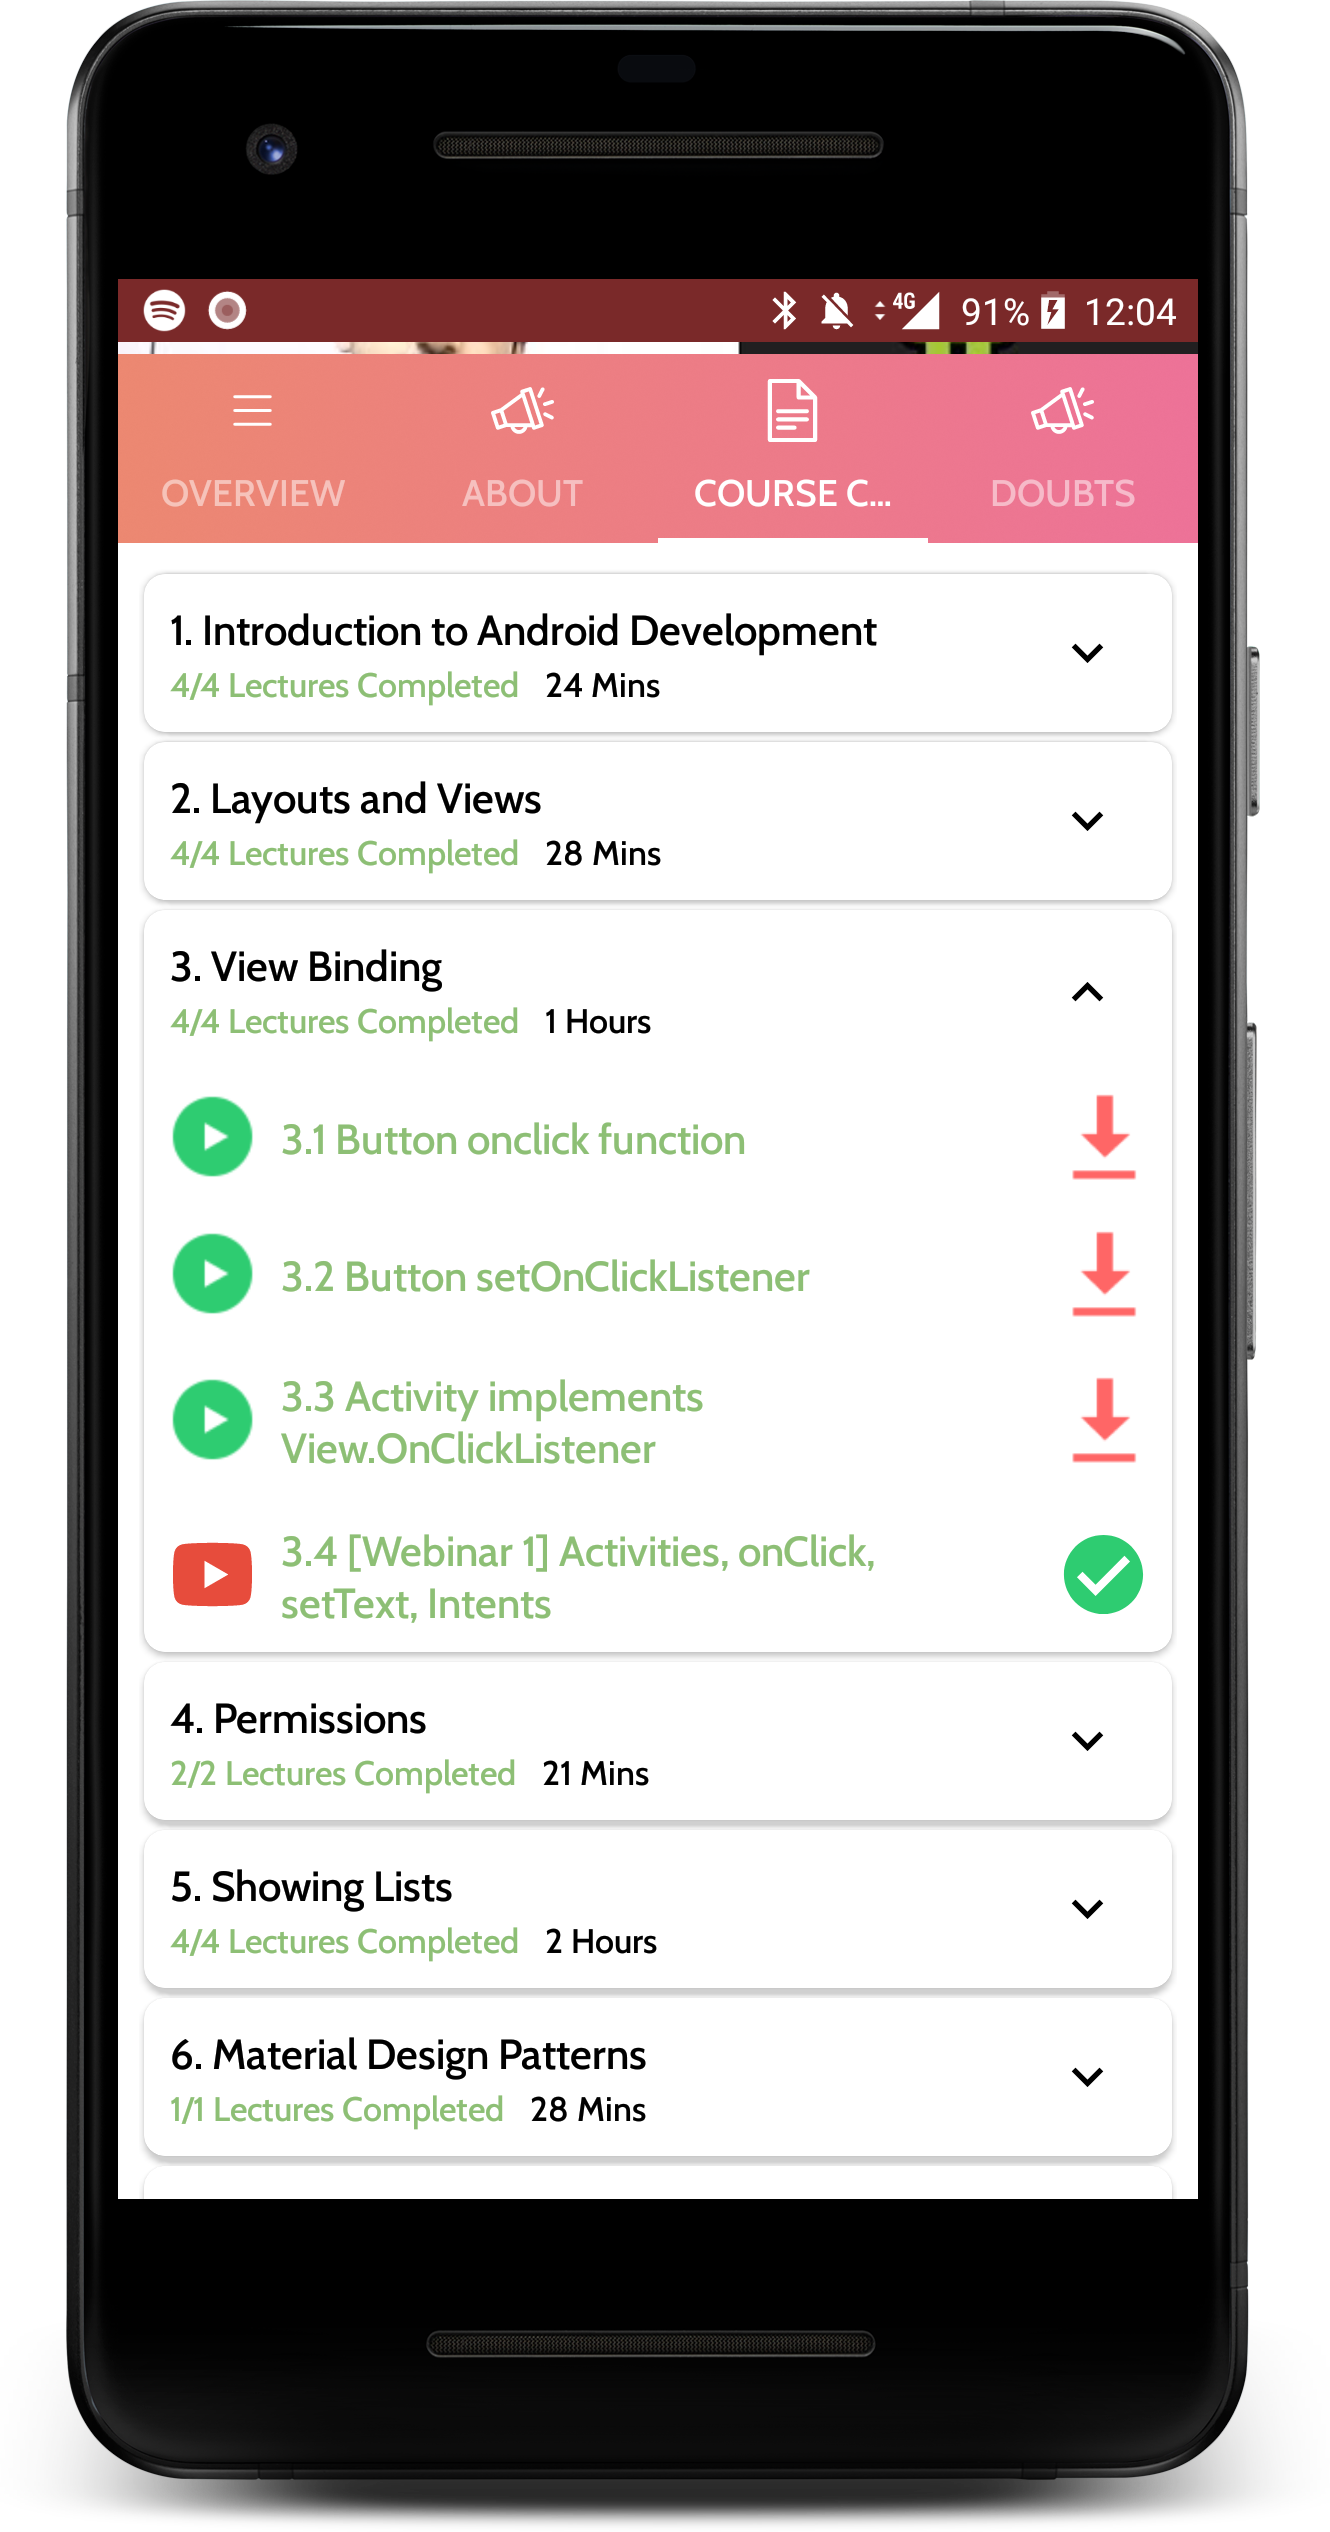 4G 91% 12:04
OVERVIEW ABOUT COURSE C... DOUBTS
1. Introduction to Android Development
4/4 Lectures Completed 24 Mins
2. Layouts and Views
4/4 Lectures Completed 28 Mins
3. View Binding
4/4 Lectures Completed 1 Hours
3.1 Button onclick function
3.2 Button setOnClickListener
3.3 Activity implements
View.OnClickListener
3.4 [Webinar 1] Activities, onClick,
setText, Intents
4. Permissions
2/2 Lectures Completed 21 Mins
5. Showing Lists
4/4 Lectures Completed 2 Hours
6. Material Design Patterns
1/1 Lectures Completed 28 Mins